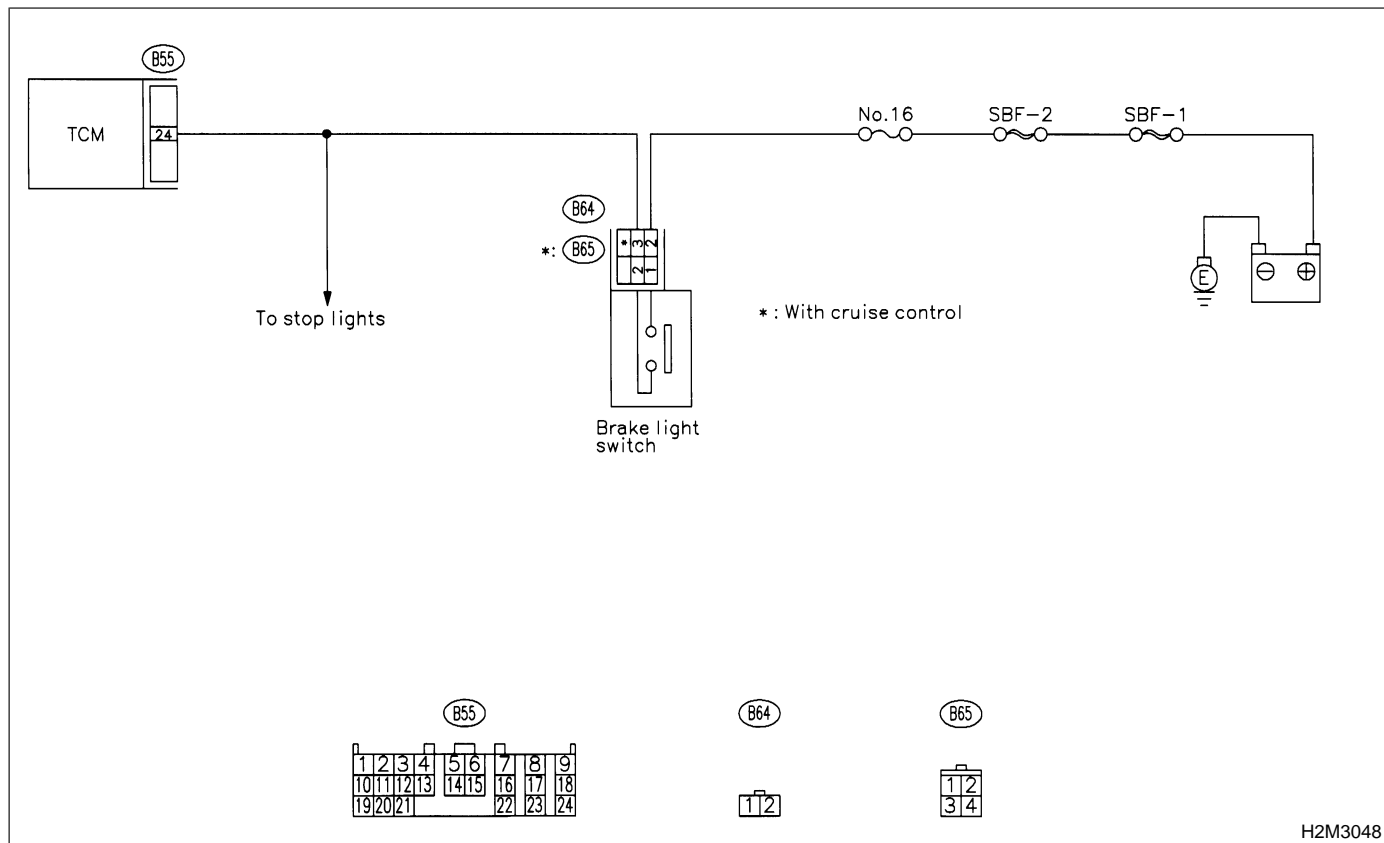 B55
TCM
24
No.16
SBF-2
SBF-1
B64
*: B65
* 3 2
2 1
E
⊖ ⊕
To stop lights
* : With cruise control
Brake light
switch
B55
B64
B65
1 2 3 4 5 6 7 8 9
10 11 12 13 14 15 16 17 18
19 20 21 22 23 24
1 2
1 2
3 4
H2M3048